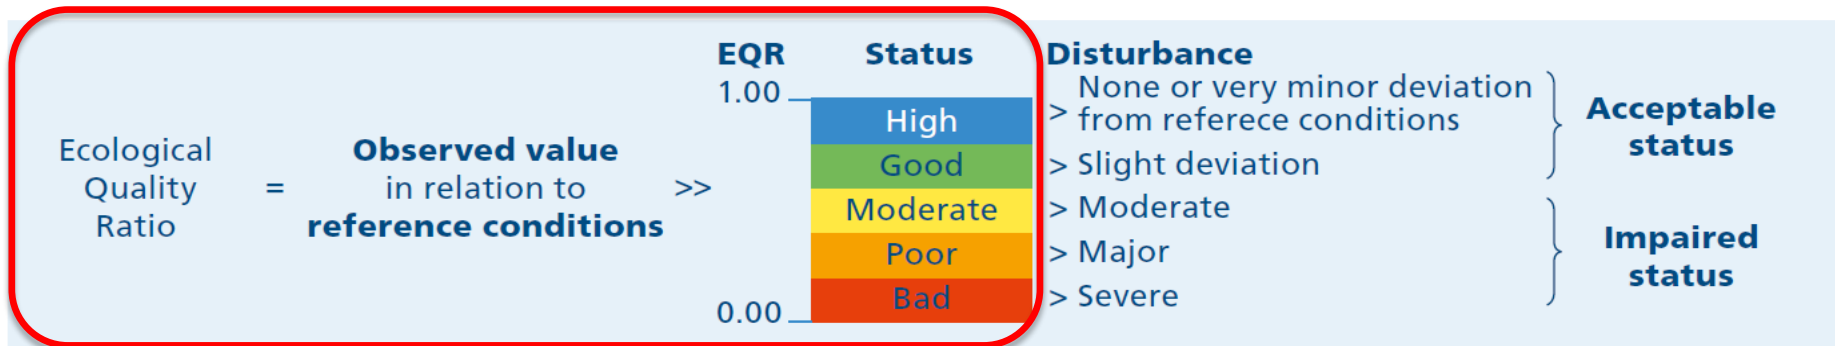 Ecological
Quality
Ratio
=
Observed value
in relation to
reference conditions
>>
EQR
1.00
0.00
Status
High
Good
Moderate
Poor
Bad
Disturbance
> None or very minor deviation
from referece conditions
> Slight deviation
> Moderate
> Major
> Severe
Acceptable
status
Impaired
status